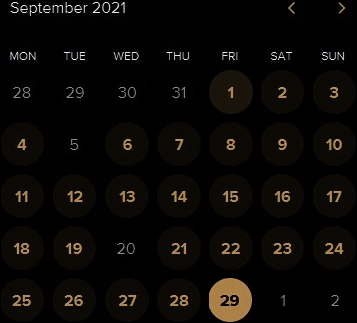 September 2021
MON TUE WED THU FRI SAT SUN
28 29 30 31 1 2 3
4 5 6 7 8 9 10
11 12 13 14 15 16 17
18 19 20 21 22 23 24
25 26 27 28 29 1 2